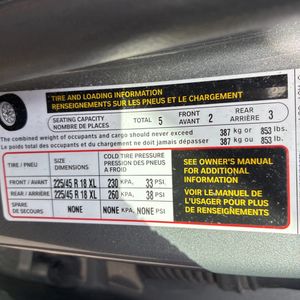 TIRE AND LOADING INFORMATION
RENSEIGNEMENTS SUR LES PNEUS ET LE CHARGEMENT
SEATING CAPACITY
NOMBRE DE PLACES
TOTAL 5
FRONT
AVANT 2
REAR
ARRIÈRE 3
The combined weight of occupants and cargo should never exceed 387 kg or 853 lbs.
Le poids total des occupants et du chargement ne doit jamais dépasser 387 kg ou 853 lb.
TIRE / PNEU
SIZE
DIMENSIONS
COLD TIRE PRESSURE
PRESSION DES PNEUS
À FROID
FRONT / AVANT 225/45 R 18 XL 230 KPA, 33 PSI
REAR / ARRIÈRE 225/45 R 18 XL 260 KPA, 38 PSI
SPARE
DE SECOURS NONE NONE KPA, NONE PSI
SEE OWNER'S MANUAL
FOR ADDITIONAL
INFORMATION
VOIR LE MANUEL DE
L'USAGER POUR PLUS
DE RENSEIGNEMENTS